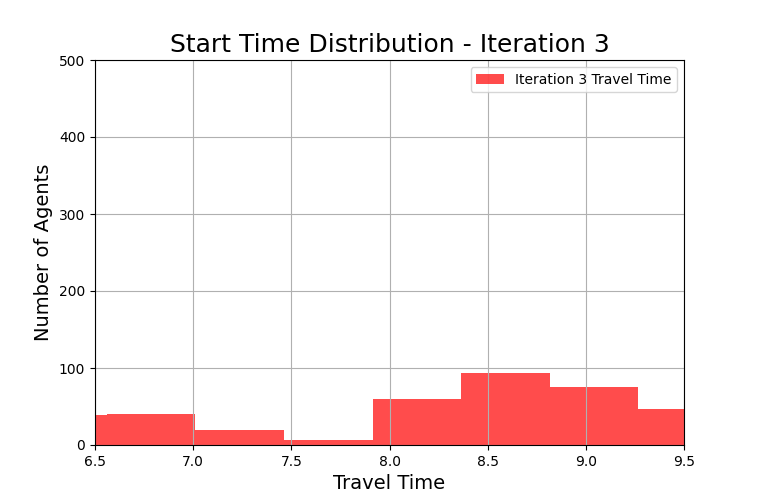 Start Time Distribution - Iteration 3
Iteration 3 Travel Time
Number of Agents
500
400
300
200
100
0
6.5 7.0 7.5 8.0 8.5 9.0 9.5
Travel Time